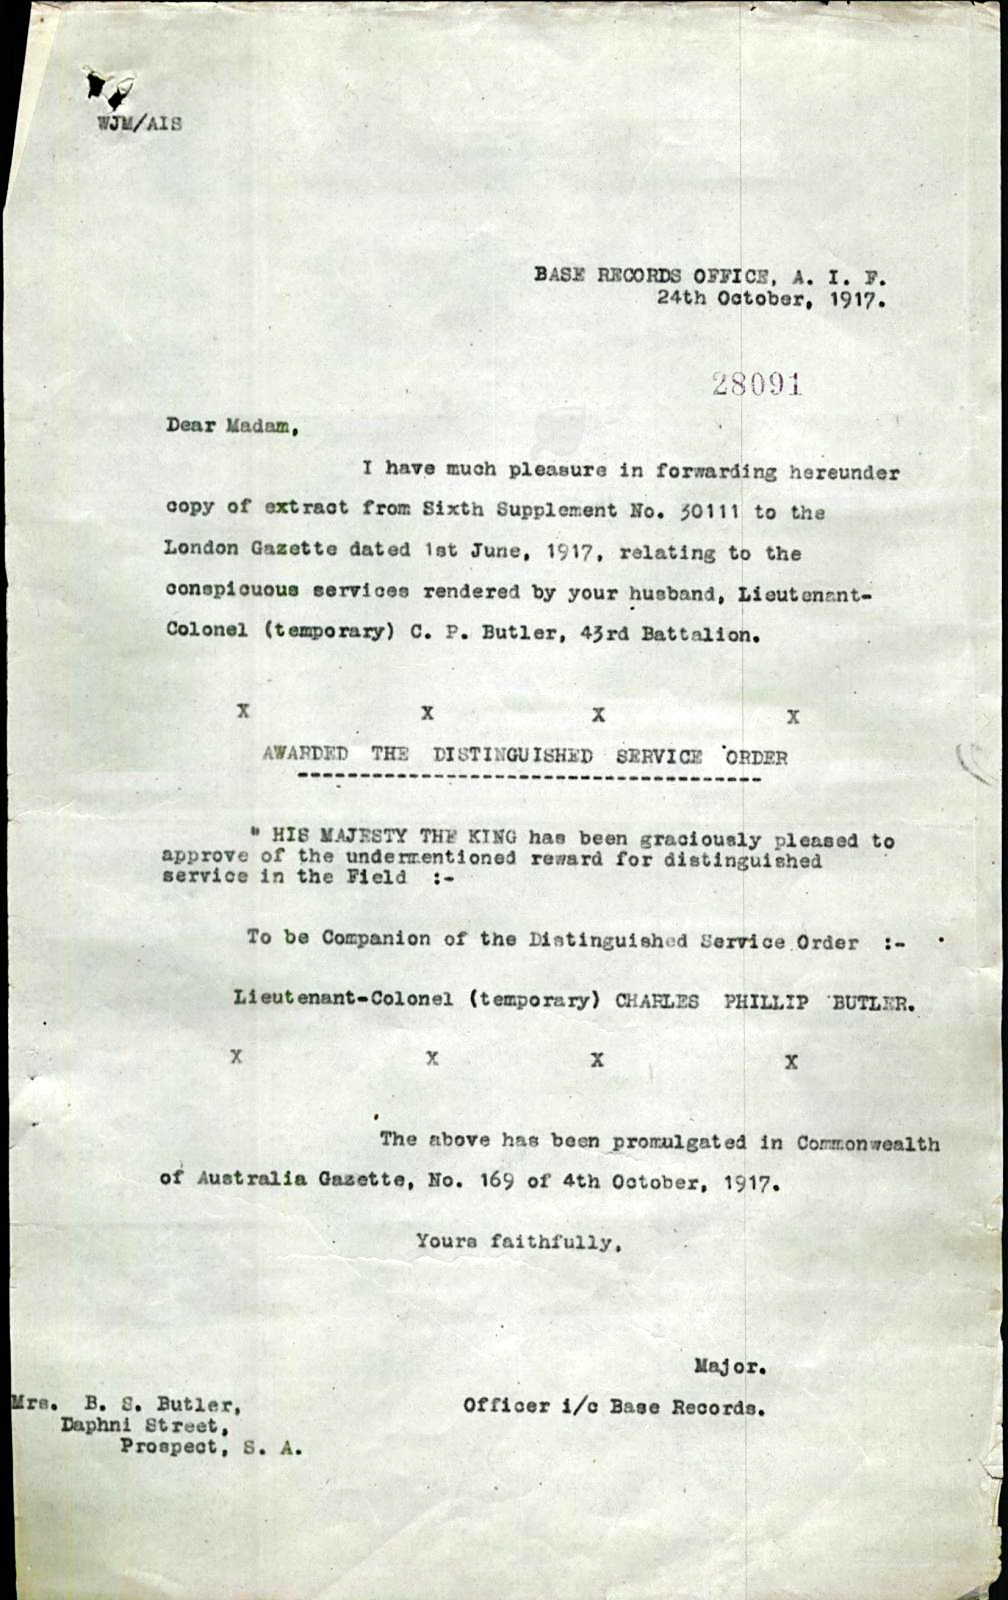 WJM/AIS
BASE RECORDS OFFICE, A. I. F.
24th October, 1917.
28091
Dear Madam,
I have much pleasure in forwarding hereunder
copy of extract from Sixth Supplement No. 30111 to the
London Gazette dated 1st June, 1917, relating to the
conspicuous services rendered by your husband, Lieutenant-
Colonel (temporary) C. P. Butler, 43rd Battalion.
X X X X
AWARDED THE DISTINGUISHED SERVICE ORDER
---------------------------------------
" HIS MAJESTY THE KING has been graciously pleased to
approve of the undermentioned reward for distinguished
service in the Field :-
To be Companion of the Distinguished Service Order :-
Lieutenant-Colonel (temporary) CHARLES PHILLIP BUTLER.
X X X X
The above has been promulgated in Commonwealth
of Australia Gazette, No. 169 of 4th October, 1917.
Yours faithfully,
Major.
Officer i/c Base Records.
Mrs. B. S. Butler,
Daphni Street,
Prospect, S. A.